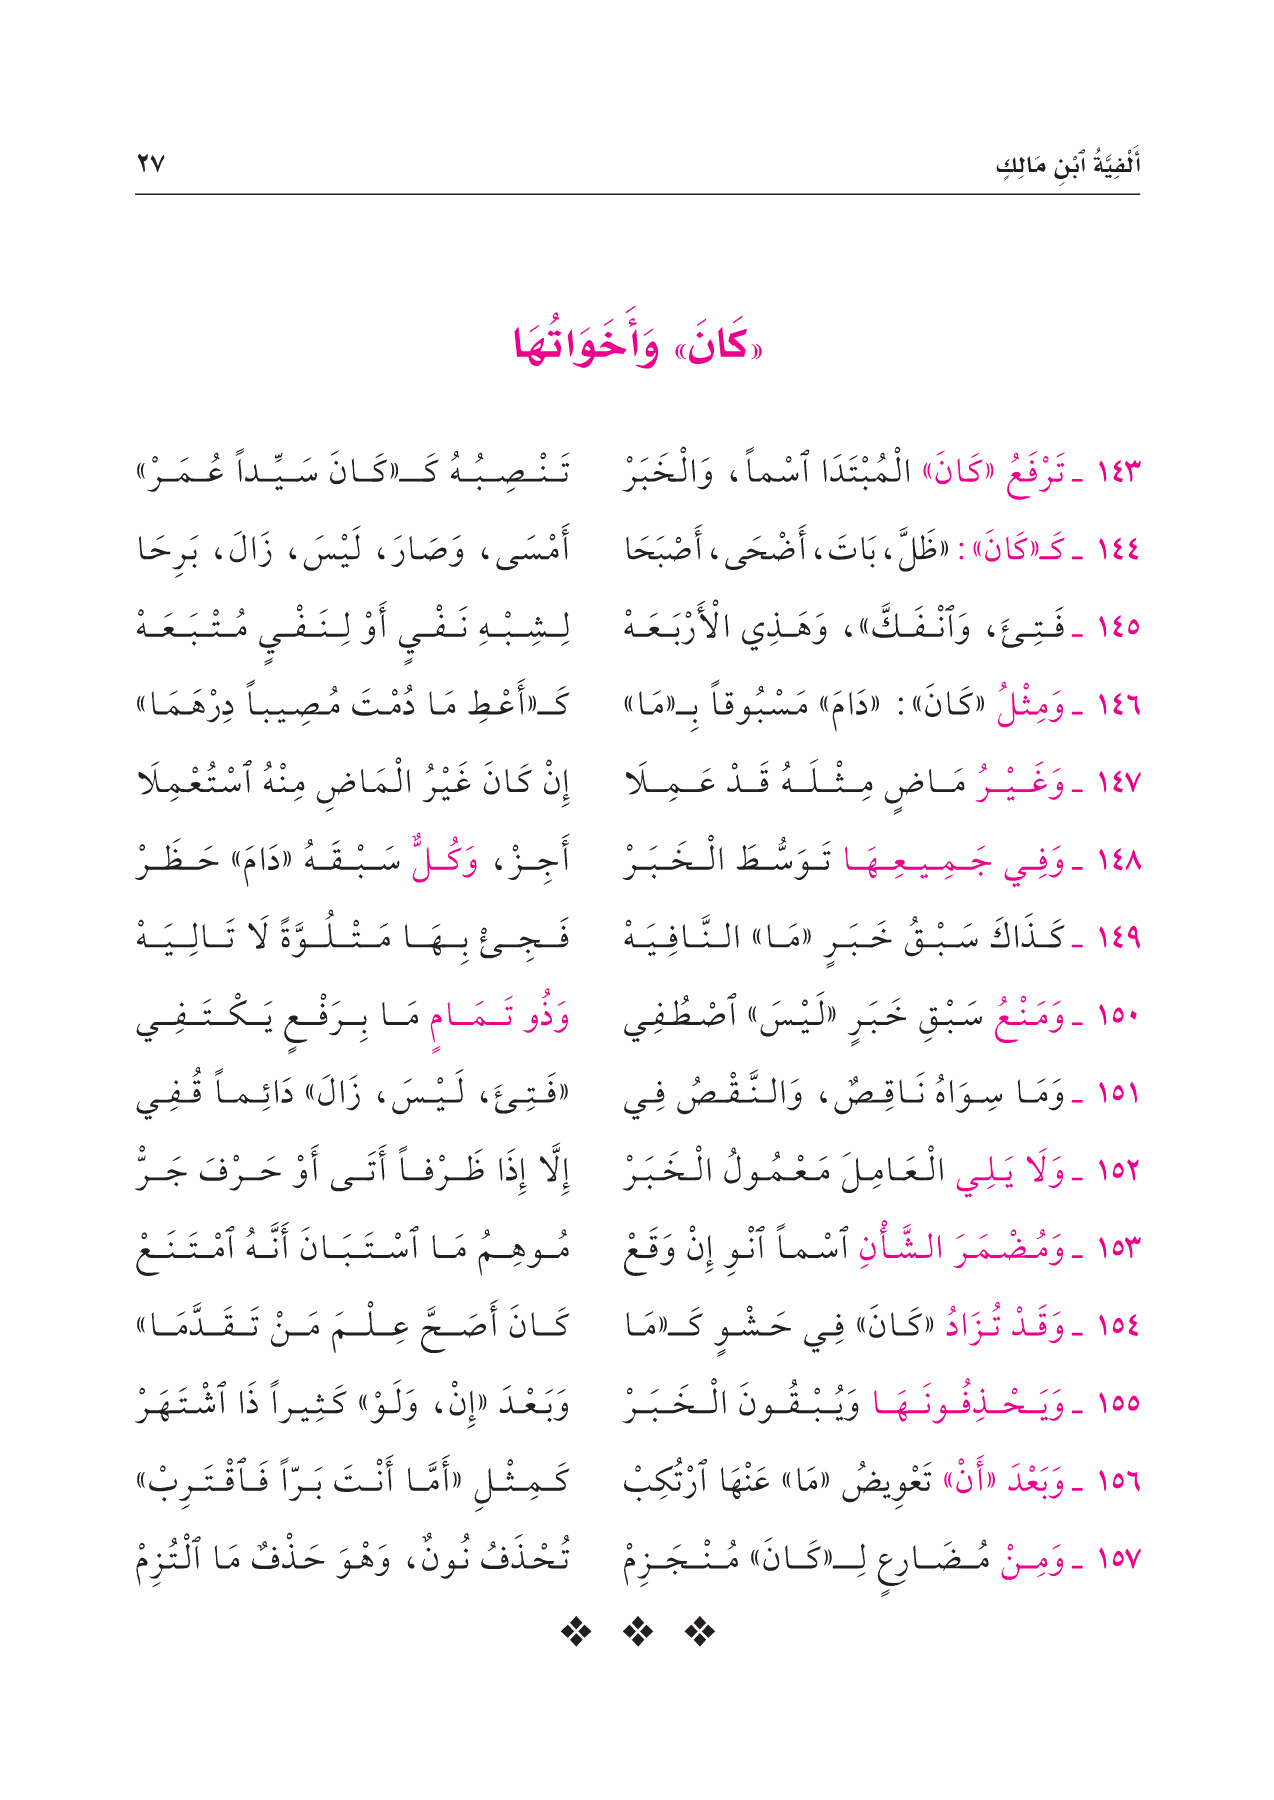 أَلْفِيَّةُ ٱبْنِ مَالِكٍ ٢٧
«كَانَ» وَأَخَوَاتُهَا
١٤٣ - تَرْفَعُ «كَانَ» الْمُبْتَدَا ٱسْماً، وَالْخَبَرْ تَنْصِبُهُ كَـ«كَانَ سَيِّداً عُمَرْ»
١٤٤ - كَـ«كَانَ»: «ظَلَّ، بَاتَ، أَضْحَى، أَصْبَحَا أَمْسَى، وَصَارَ، لَيْسَ، زَالَ، بَرِحَا
١٤٥ - فَتِئَ، وَٱنْفَكَّ»، وَهَذِي الْأَرْبَعَهْ لِشِبْهِ نَفْيٍ أَوْ لِنَفْيٍ مُتْبَعَهْ
١٤٦ - وَمِثْلُ «كَانَ»: «دَامَ» مَسْبُوقاً بِـ«مَا» كَـ«أَعْطِ مَا دُمْتَ مُصِيباً دِرْهَمَا»
١٤٧ - وَغَيْرُ مَاضٍ مِثْلَهُ قَدْ عَمِلَا إِنْ كَانَ غَيْرُ الْمَاضِ مِنْهُ ٱسْتُعْمِلَا
١٤٨ - وَفِي جَمِيعِهَا تَوَسُّطَ الْخَبَرْ أَجِزْ، وَكُلٌّ سَبْقَهُ «دَامَ» حَظَرْ
١٤٩ - كَذَاكَ سَبْقُ خَبَرٍ «مَا» النَّافِيَهْ فَجِئْ بِهَا مَتْلُوَّةً لَا تَالِيَهْ
١٥٠ - وَمَنْعُ سَبْقِ خَبَرٍ «لَيْسَ» ٱصْطُفِي وَذُو تَمَامٍ مَا بِرَفْعٍ يَكْتَفِي
١٥١ - وَمَا سِوَاهُ نَاقِصٌ، وَالنَّقْصُ فِي «فَتِئَ، لَيْسَ، زَالَ» دَائِماً قُفِي
١٥٢ - وَلَا يَلِي الْعَامِلَ مَعْمُولُ الْخَبَرْ إِلَّا إِذَا ظَرْفاً أَتَى أَوْ حَرْفَ جَرّْ
١٥٣ - وَمُضْمَرَ الشَّأْنِ ٱسْماً ٱنْوِ إِنْ وَقَعْ مُوهِمُ مَا ٱسْتَبَانَ أَنَّهُ ٱمْتَنَعْ
١٥٤ - وَقَدْ تُزَادُ «كَانَ» فِي حَشْوٍ كَـ«مَا كَانَ أَصَحَّ عِلْمَ مَنْ تَقَدَّمَا»
١٥٥ - وَيَحْذِفُونَهَا وَيُبْقُونَ الْخَبَرْ وَبَعْدَ «إِنْ، وَلَوْ» كَثِيراً ذَا ٱشْتَهَرْ
١٥٦ - وَبَعْدَ «أَنْ» تَعْوِيضُ «مَا» عَنْهَا ٱرْتُكِبْ كَمِثْلِ «أَمَّا أَنْتَ بَرّاً فَٱقْتَرِبْ»
١٥٧ - وَمِنْ مُضَارِعٍ لِـ«كَانَ» مُنْجَزِمْ تُحْذَفُ نُونٌ، وَهْوَ حَذْفٌ مَا ٱلْتُزِمْ